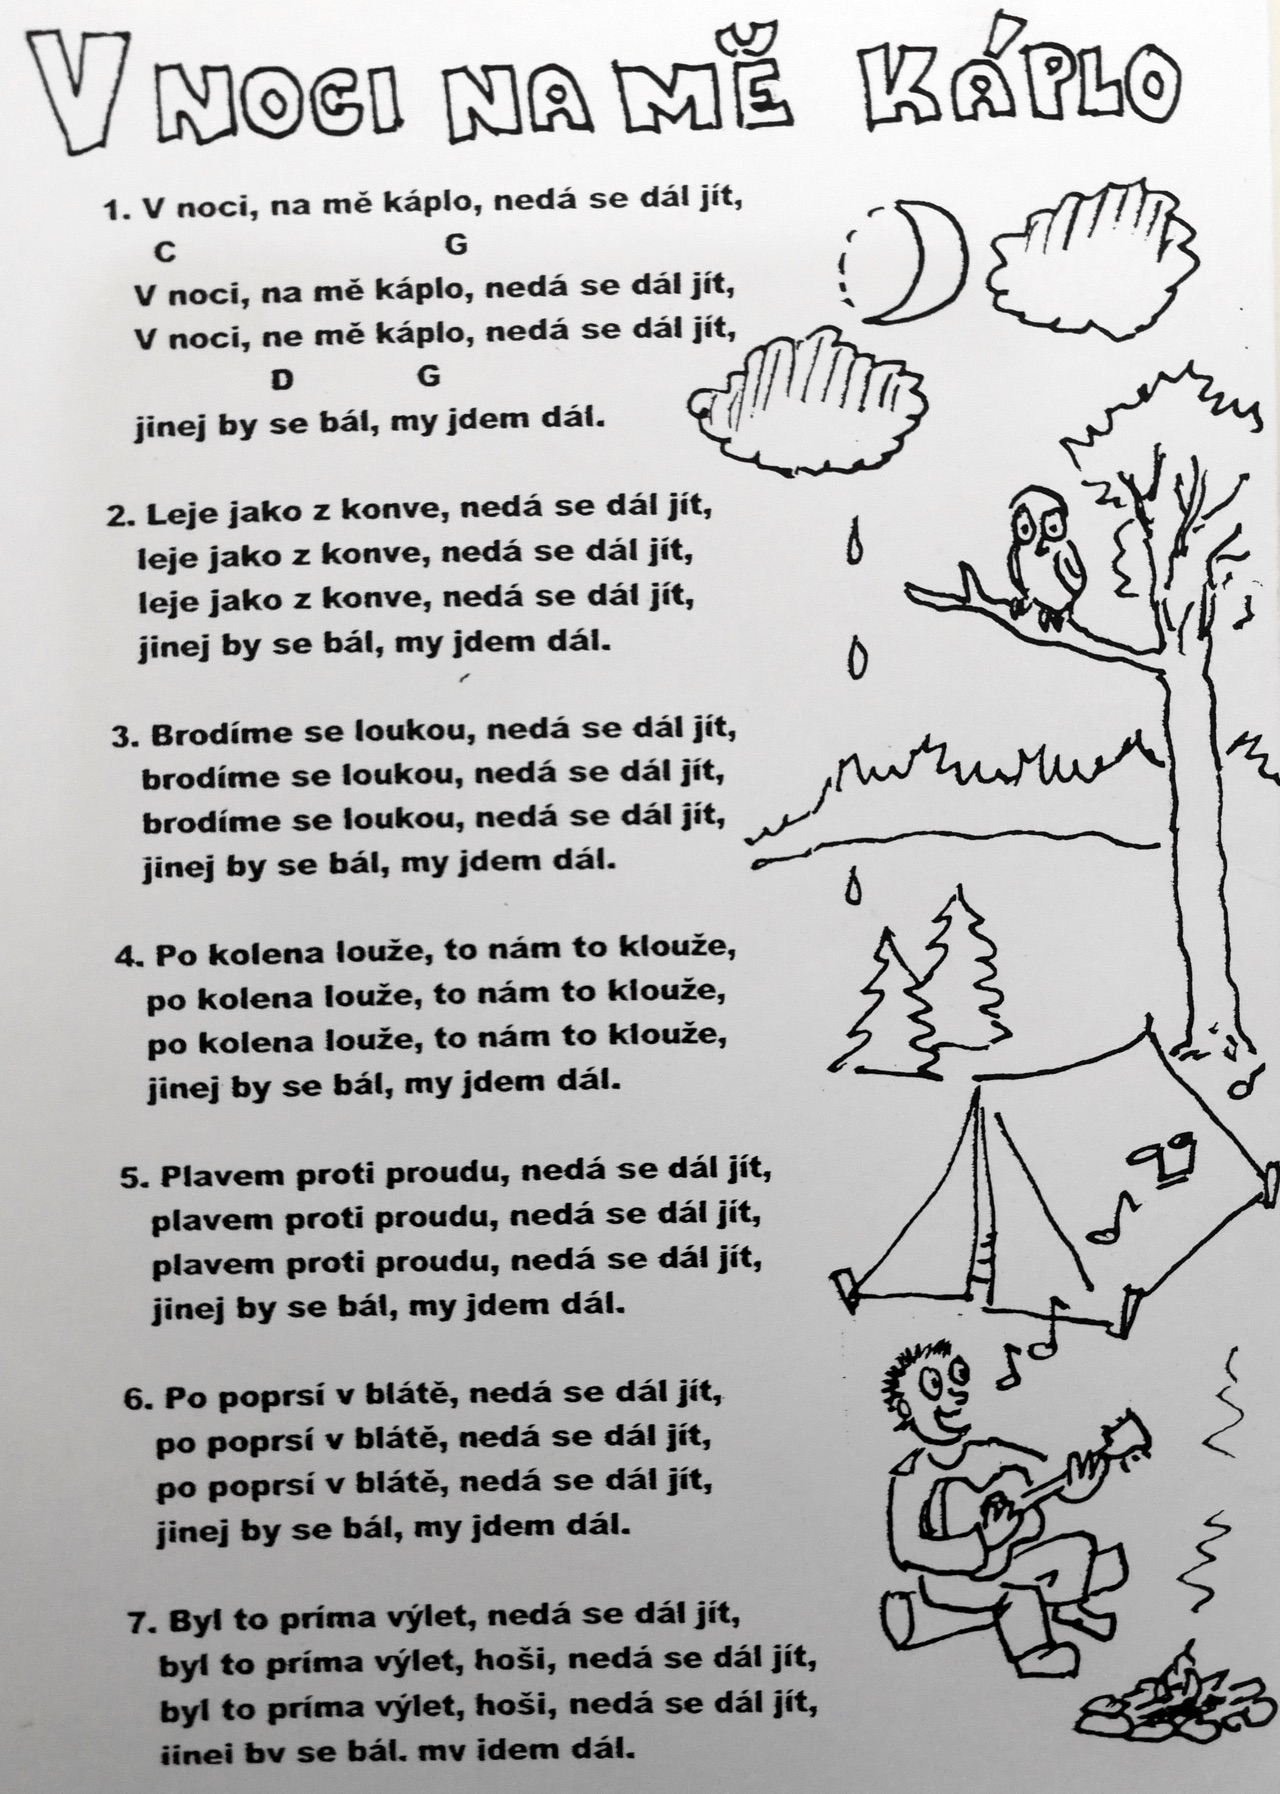 V NOCI NA MĚ KÁPLO
1. V noci, na mě káplo, nedá se dál jít,
C G
V noci, na mě káplo, nedá se dál jít,
V noci, ne mě káplo, nedá se dál jít,
D G
jinej by se bál, my jdem dál.
2. Leje jako z konve, nedá se dál jít,
leje jako z konve, nedá se dál jít,
leje jako z konve, nedá se dál jít,
jinej by se bál, my jdem dál.
3. Brodíme se loukou, nedá se dál jít,
brodíme se loukou, nedá se dál jít,
brodíme se loukou, nedá se dál jít,
jinej by se bál, my jdem dál.
4. Po kolena louže, to nám to klouže,
po kolena louže, to nám to klouže,
po kolena louže, to nám to klouže,
jinej by se bál, my jdem dál.
5. Plavem proti proudu, nedá se dál jít,
plavem proti proudu, nedá se dál jít,
plavem proti proudu, nedá se dál jít,
jinej by se bál, my jdem dál.
6. Po poprsí v blátě, nedá se dál jít,
po poprsí v blátě, nedá se dál jít,
po poprsí v blátě, nedá se dál jít,
jinej by se bál, my jdem dál.
7. Byl to príma výlet, nedá se dál jít,
byl to príma výlet, hoši, nedá se dál jít,
byl to príma výlet, hoši, nedá se dál jít,
jinej by se bál, my jdem dál.